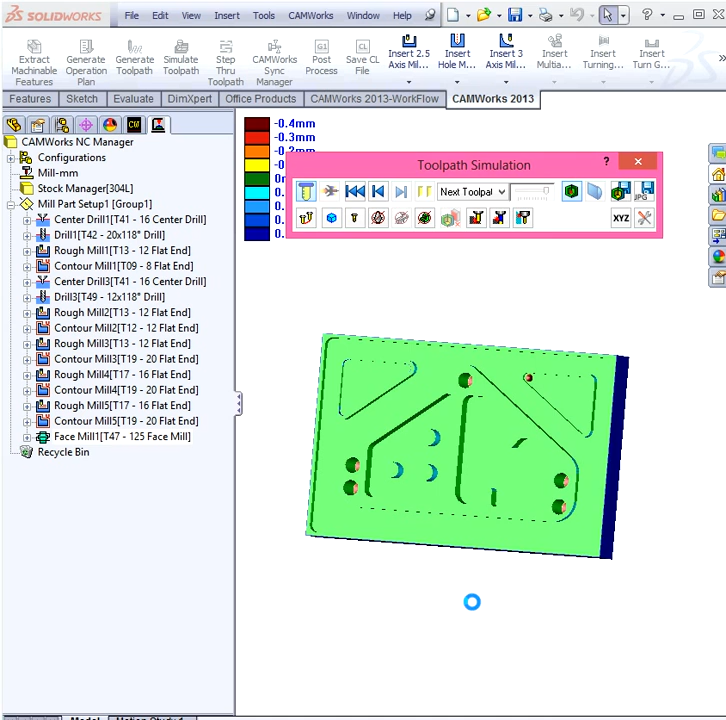 SOLIDWORKS File Edit View Insert Tools CAMWorks Window Help ?
Extract Machinable Features
Generate Operation Plan
Generate Toolpath
Simulate Toolpath
Step Thru Toolpath
CAMWorks Sync Manager
G1 Post Process
CL Save CL File
Insert 2.5 Axis Mil...
Insert Hole M...
Insert 3 Axis Mil...
Insert Multia...
Insert Turning...
Insert Turn G...
Features Sketch Evaluate DimXpert Office Products CAMWorks 2013-WorkFlow CAMWorks 2013
CAMWorks NC Manager
Configurations
Mill-mm
Stock Manager[304L]
Mill Part Setup1 [Group1]
Center Drill1[T41 - 16 Center Drill]
Drill1[T42 - 20x118° Drill]
Rough Mill1[T13 - 12 Flat End]
Contour Mill1[T09 - 8 Flat End]
Center Drill3[T41 - 16 Center Drill]
Drill3[T49 - 12x118° Drill]
Rough Mill2[T13 - 12 Flat End]
Contour Mill2[T12 - 12 Flat End]
Rough Mill3[T13 - 12 Flat End]
Contour Mill3[T19 - 20 Flat End]
Rough Mill4[T17 - 16 Flat End]
Contour Mill4[T19 - 20 Flat End]
Rough Mill5[T17 - 16 Flat End]
Contour Mill5[T19 - 20 Flat End]
Face Mill1[T47 - 125 Face Mill]
Recycle Bin
-0.4mm
-0.3mm
-0.2mm
Toolpath Simulation ? x
Next Toolpal
JPG
XYZ
Model Motion Study 1